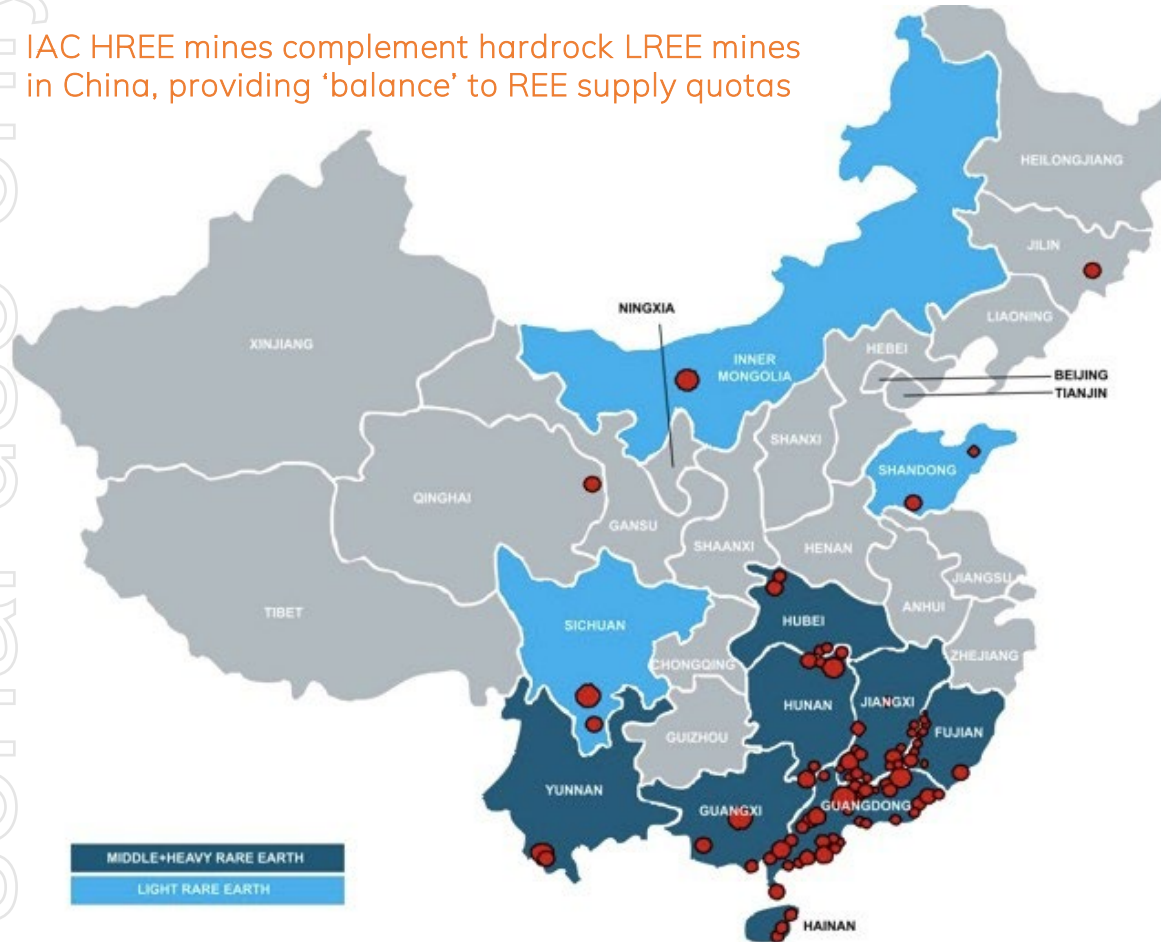 IAC HREE mines complement hardrock LREE mines
in China, providing ‘balance’ to REE supply quotas
HEILONGJIANG
JILIN
NINGXIA
LIAONING
XINJIANG
HEBEI
INNER
MONGOLIA
BEIJING
TIANJIN
SHANXI
SHANDONG
QINGHAI
GANSU
SHAANXI
HENAN
JIANGSU
ANHUI
TIBET
HUBEI
SICHUAN
ZHEJIANG
CHONGQING
HUNAN
JIANGXI
FUJIAN
GUIZHOU
YUNNAN
GUANGXI
GUANGDONG
MIDDLE+HEAVY RARE EARTH
LIGHT RARE EARTH
HAINAN